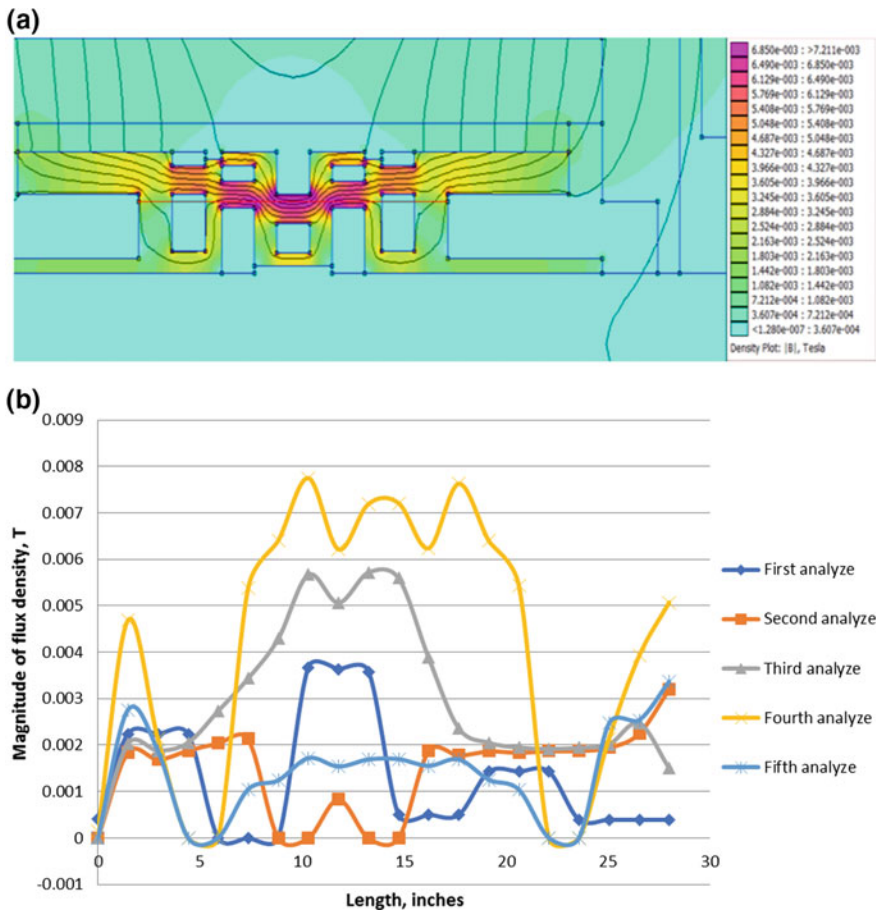 (a)
6.850e-003 : >7.211e-003
6.490e-003 : 6.850e-003
6.129e-003 : 6.490e-003
5.769e-003 : 6.129e-003
5.408e-003 : 5.769e-003
5.048e-003 : 5.408e-003
4.687e-003 : 5.048e-003
4.327e-003 : 4.687e-003
3.966e-003 : 4.327e-003
3.605e-003 : 3.966e-003
3.245e-003 : 3.605e-003
2.884e-003 : 3.245e-003
2.524e-003 : 2.884e-003
2.163e-003 : 2.524e-003
1.803e-003 : 2.163e-003
1.442e-003 : 1.803e-003
1.082e-003 : 1.442e-003
7.212e-004 : 1.082e-003
3.607e-004 : 7.212e-004
<1.280e-007 : 3.607e-004
Density Plot: |B|, Tesla
(b)
0.009
0.008
0.007
0.006
0.005
0.004
0.003
0.002
0.001
0
-0.001
Magnitude of flux density, T
0 5 10 15 20 25 30
Length, inches
First analyze
Second analyze
Third analyze
Fourth analyze
Fifth analyze